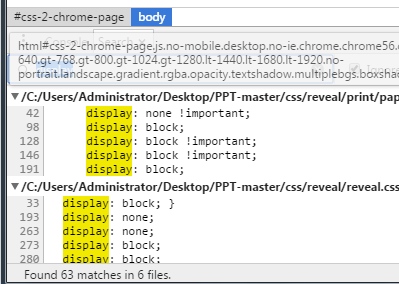 #css-2-chrome-page body
html#css-2-chrome-page.js.no-mobile.desktop.no-ie.chrome.chrome56.
640.gt-768.gt-800.gt-1024.gt-1280.lt-1440.lt-1680.lt-1920.no-
portrait.landscape.gradient.rgba.opacity.textshadow.multiplebgs.boxsha
▼/C:/Users/Administrator/Desktop/PPT-master/css/reveal/print/pap
42 display: none !important;
98 display: block;
128 display: block !important;
146 display: block !important;
191 display: block;
▼/C:/Users/Administrator/Desktop/PPT-master/css/reveal/reveal.css
33 display: block; }
193 display: none;
263 display: none;
273 display: block;
280 display: block;
Found 63 matches in 6 files.